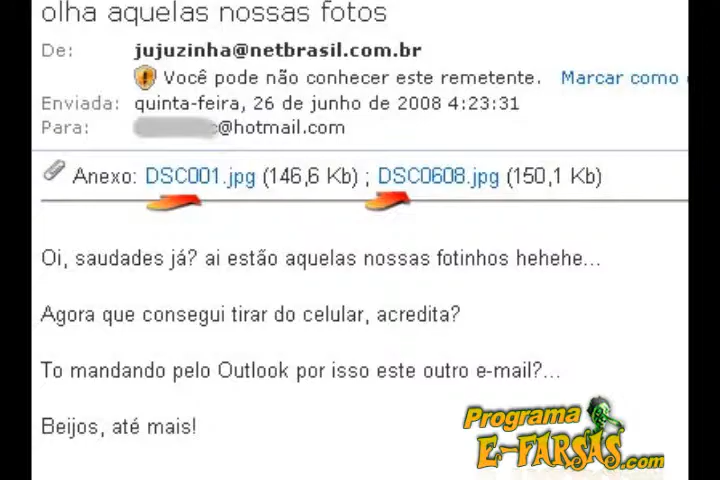 olha aquelas nossas fotos
De: jujuzinha@netbrasil.com.br
Você pode não conhecer este remetente. Marcar como
Enviada: quinta-feira, 26 de junho de 2008 4:23:31
Para: @hotmail.com
Anexo: DSC001.jpg (146,6 Kb) ; DSC0608.jpg (150,1 Kb)
Oi, saudades já? ai estão aquelas nossas fotinhos hehehe...
Agora que consegui tirar do celular, acredita?
To mandando pelo Outlook por isso este outro e-mail?...
Beijos, até mais!
Programa
E-FARSAS.com